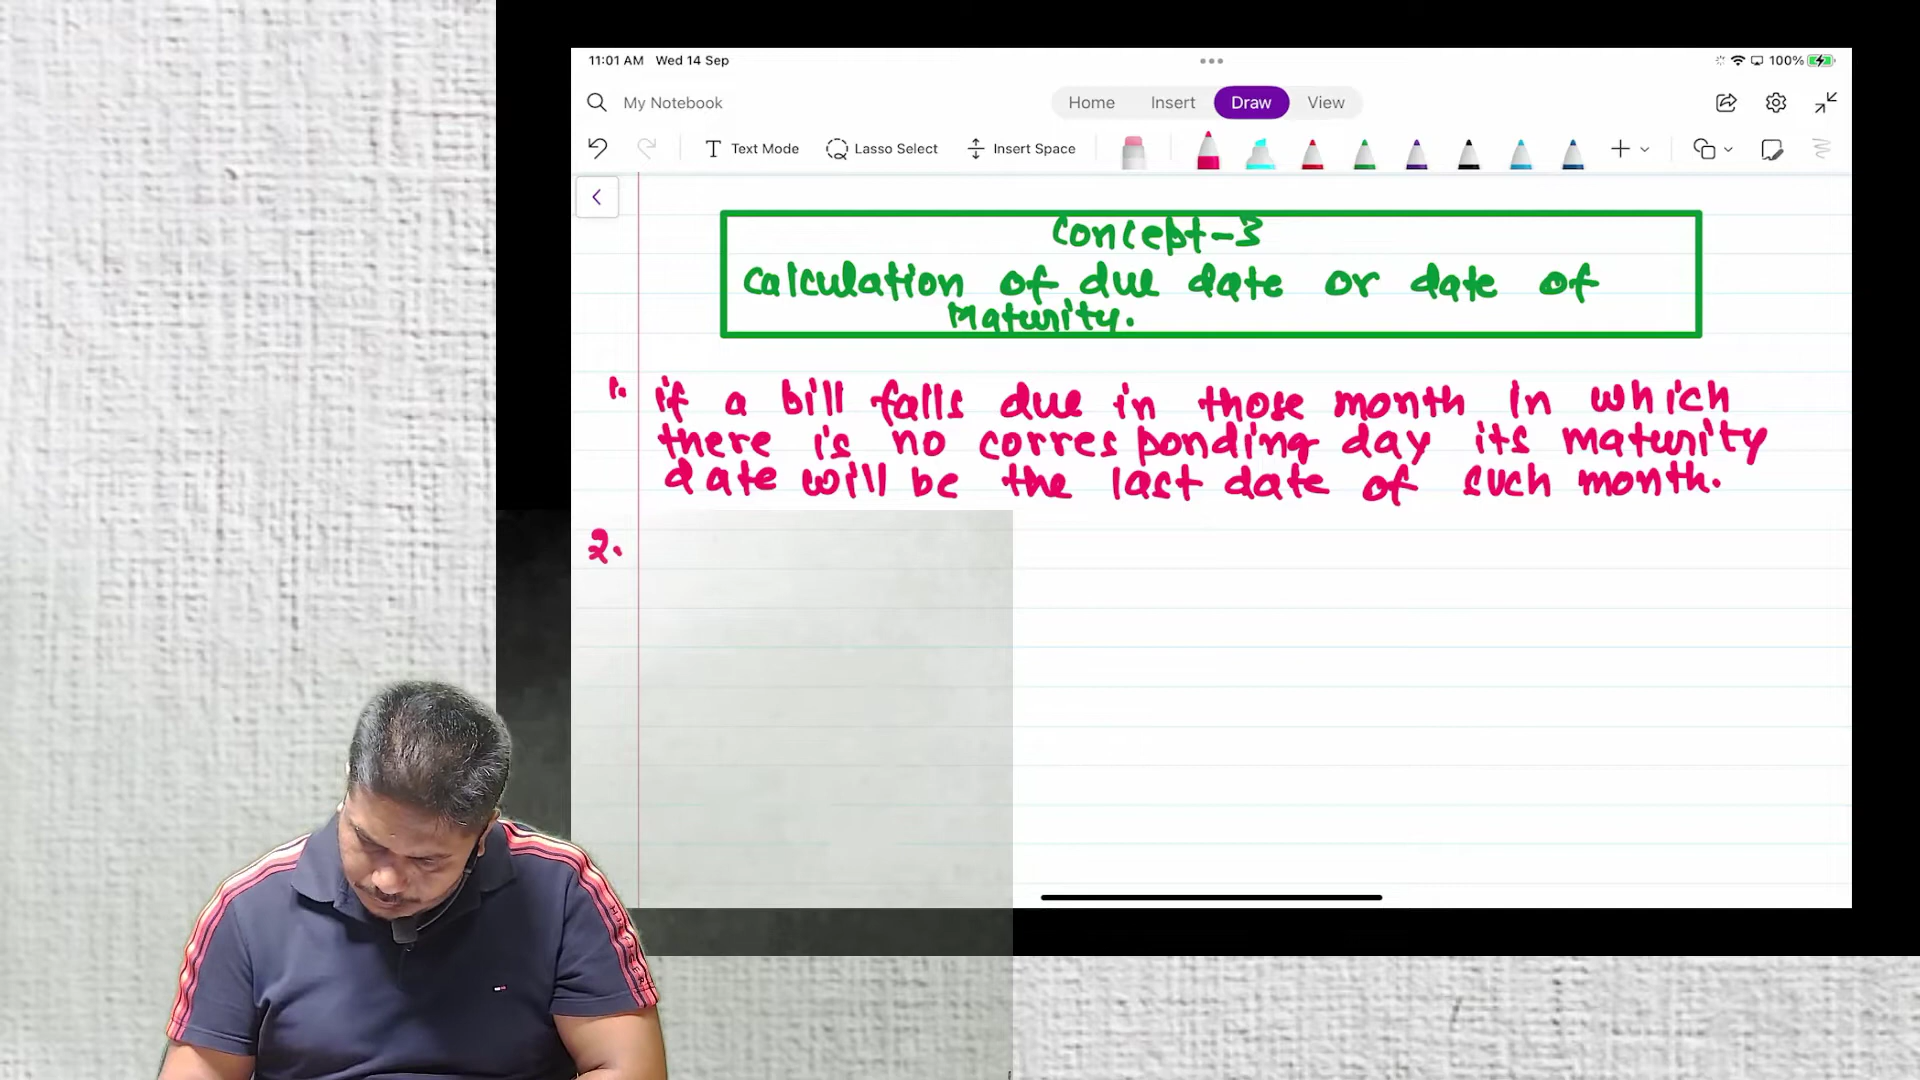 11:01 AM Wed 14 Sep
100%
My Notebook
Home Insert Draw View
Text Mode Lasso Select Insert Space
Concept-3
Calculation of due date or date of
Maturity.
1. if a bill falls due in those month in which
there is no corresponding day its maturity
date will be the last date of such month.
2.